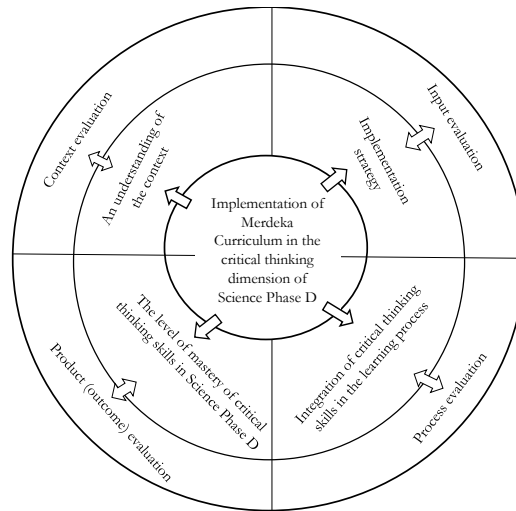 Context evaluation
An understanding of
the context
Input evaluation
Implementation
strategy
Implementation of
Merdeka
Curriculum in the
critical thinking
dimension of
Science Phase D
The level of mastery of critical
thinking skills in Science Phase D
Product (outcome) evaluation
Integration of critical thinking
skills in the learning process
Process evaluation